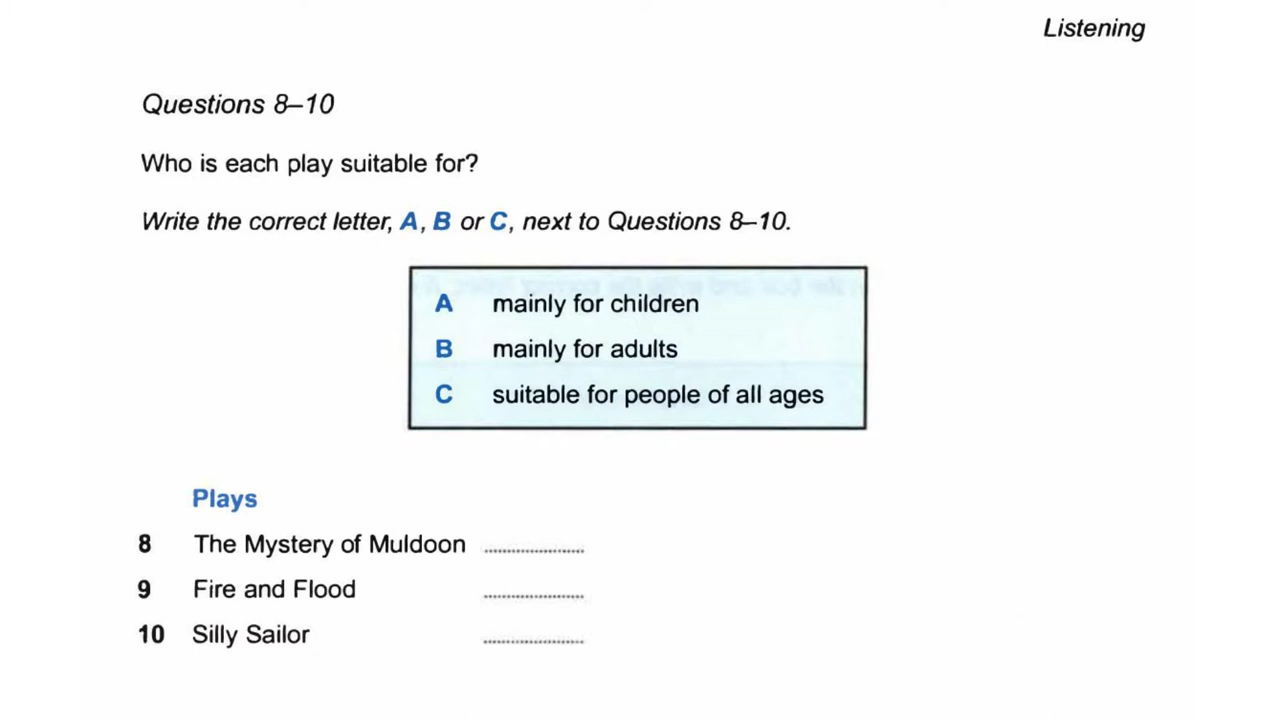 Listening
Questions 8–10
Who is each play suitable for?
Write the correct letter, A, B or C, next to Questions 8–10.
A mainly for children
B mainly for adults
C suitable for people of all ages
Plays
8 The Mystery of Muldoon ....................
9 Fire and Flood ....................
10 Silly Sailor ....................